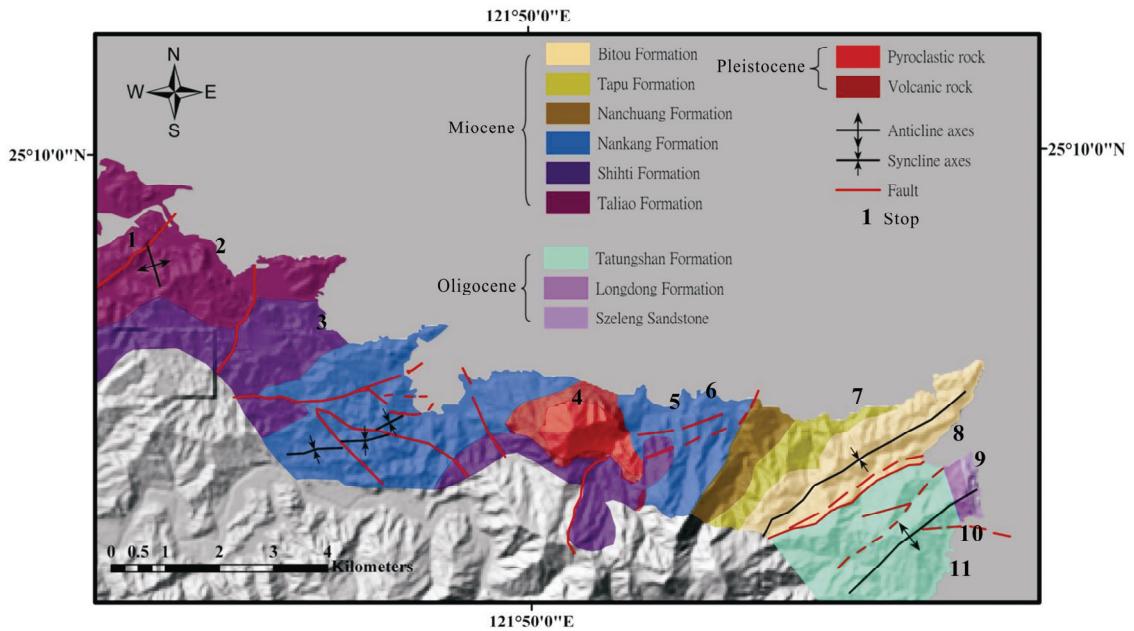 121°50'0"E
N
W E
S
25°10'0"N
25°10'0"N
Miocene
Bitou Formation
Tapu Formation
Nanchuang Formation
Nankang Formation
Shihti Formation
Taliao Formation
Oligocene
Tatungshan Formation
Longdong Formation
Szeleng Sandstone
Pleistocene
Pyroclastic rock
Volcanic rock
Anticline axes
Syncline axes
Fault
1 Stop
1
2
3
4
5
6
7
8
9
10
11
0 0.5 1 2 3 4
Kilometers
121°50'0"E